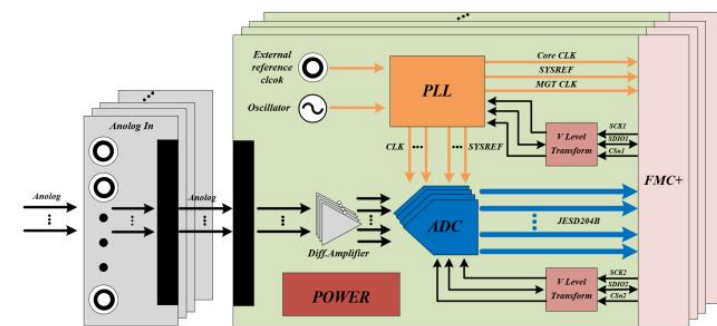 External
reference
clcok
Oscillator
PLL
Core CLK
SYSREF
MGT CLK
Anolog In
CLK
SYSREF
V Level
Transform
SCK1
SDIO1
CSn1
FMC+
Anolog
Anolog
Diff.Amplifier
ADC
JESD204B
POWER
V Level
Transform
SCK2
SDIO2
CSn2